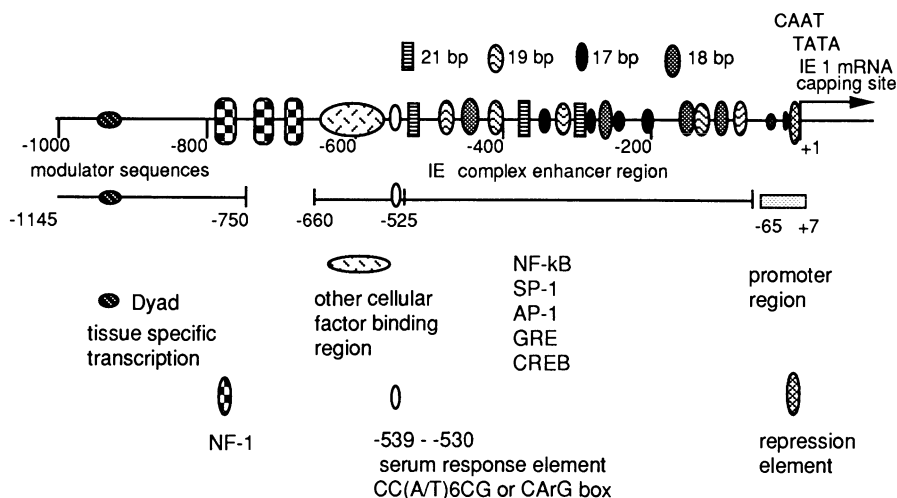 CAAT
TATA
IE 1 mRNA
capping site
21 bp
19 bp
17 bp
18 bp
-1000
-800
-600
-400
-200
+1
modulator sequences
IE complex enhancer region
-1145
-750
-660
-525
-65
+7
Dyad
tissue specific
transcription
other cellular
factor binding
region
NF-kB
SP-1
AP-1
GRE
CREB
promoter
region
NF-1
-539 - -530
serum response element
CC(A/T)6CG or CArG box
repression
element